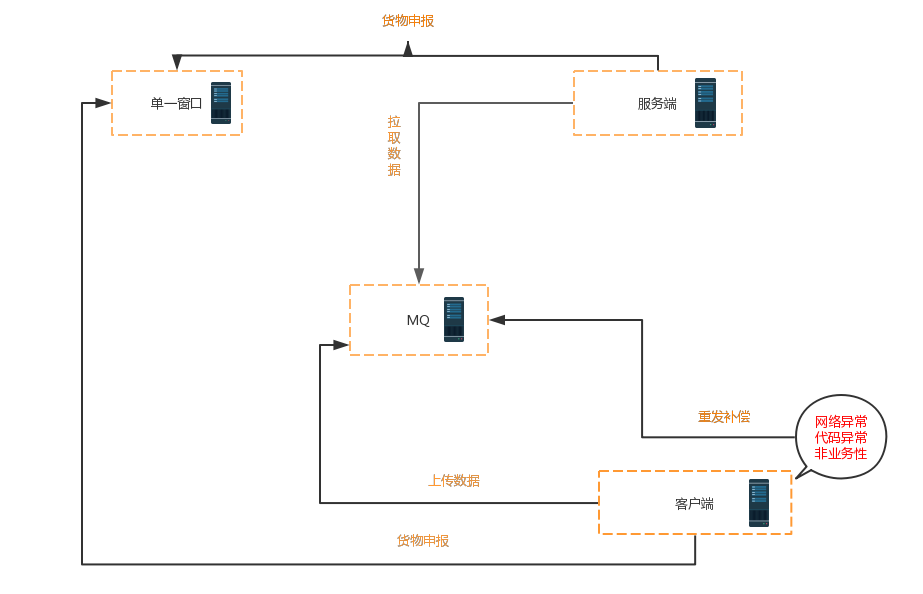 货物申报
单一窗口
服务端
拉
取
数
据
MQ
重发补偿
网络异常
代码异常
非业务性
上传数据
客户端
货物申报